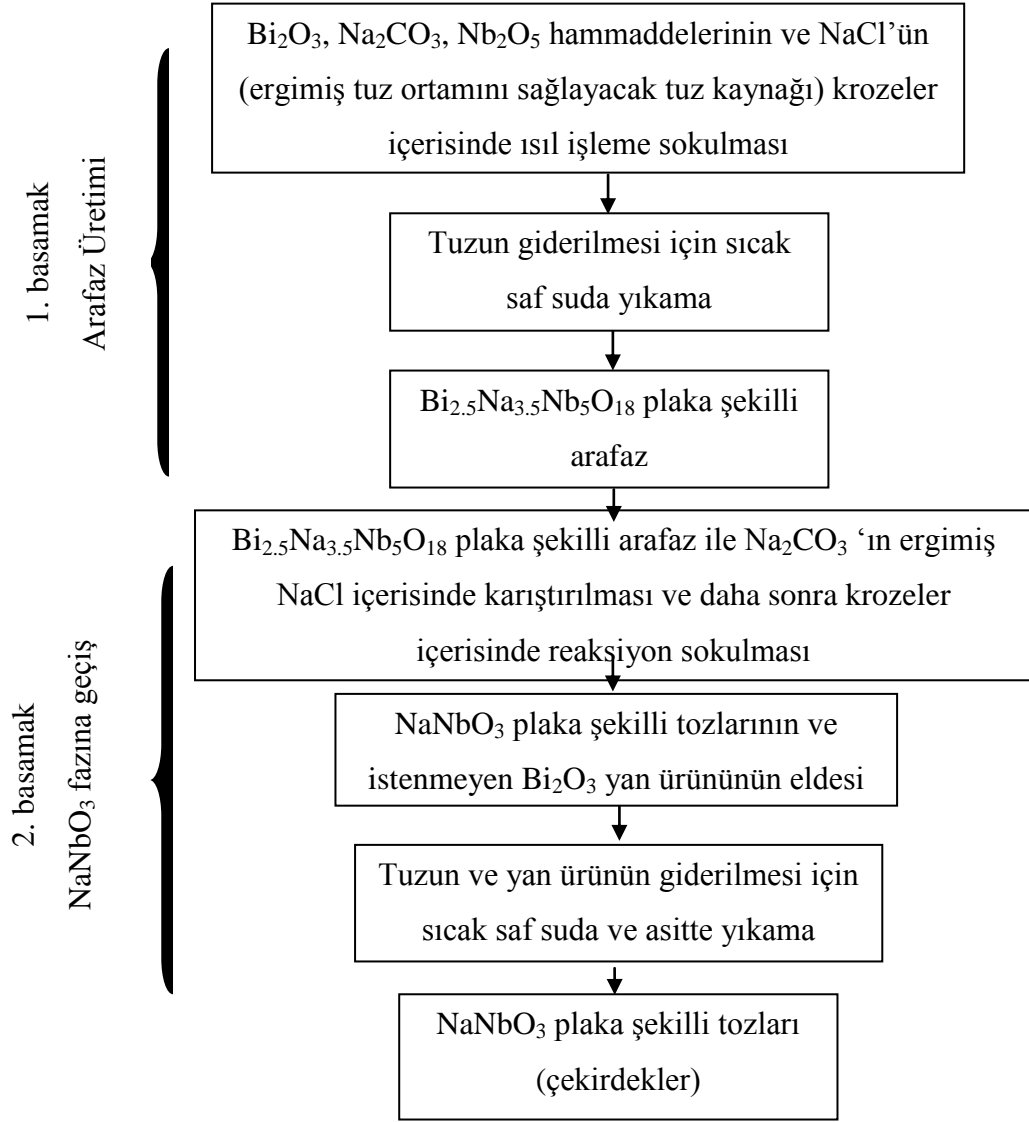 Bi₂O₃, Na₂CO₃, Nb₂O₅ hammaddelerinin ve NaCl’ün
(ergimiş tuz ortamını sağlayacak tuz kaynağı) krozeler
içerisinde ısıl işleme sokulması
1. basamak
Arafaz Üretimi
Tuzun giderilmesi için sıcak
saf suda yıkama
Bi₂.₅Na₃.₅Nb₅O₁₈ plaka şekilli
arafaz
Bi₂.₅Na₃.₅Nb₅O₁₈ plaka şekilli arafaz ile Na₂CO₃ ‘ın ergimiş
NaCl içerisinde karıştırılması ve daha sonra krozeler
içerisinde reaksiyon sokulması
2. basamak
NaNbO₃ fazına geçiş
NaNbO₃ plaka şekilli tozlarının ve
istenmeyen Bi₂O₃ yan ürününün eldesi
Tuzun ve yan ürünün giderilmesi için
sıcak saf suda ve asitte yıkama
NaNbO₃ plaka şekilli tozları
(çekirdekler)